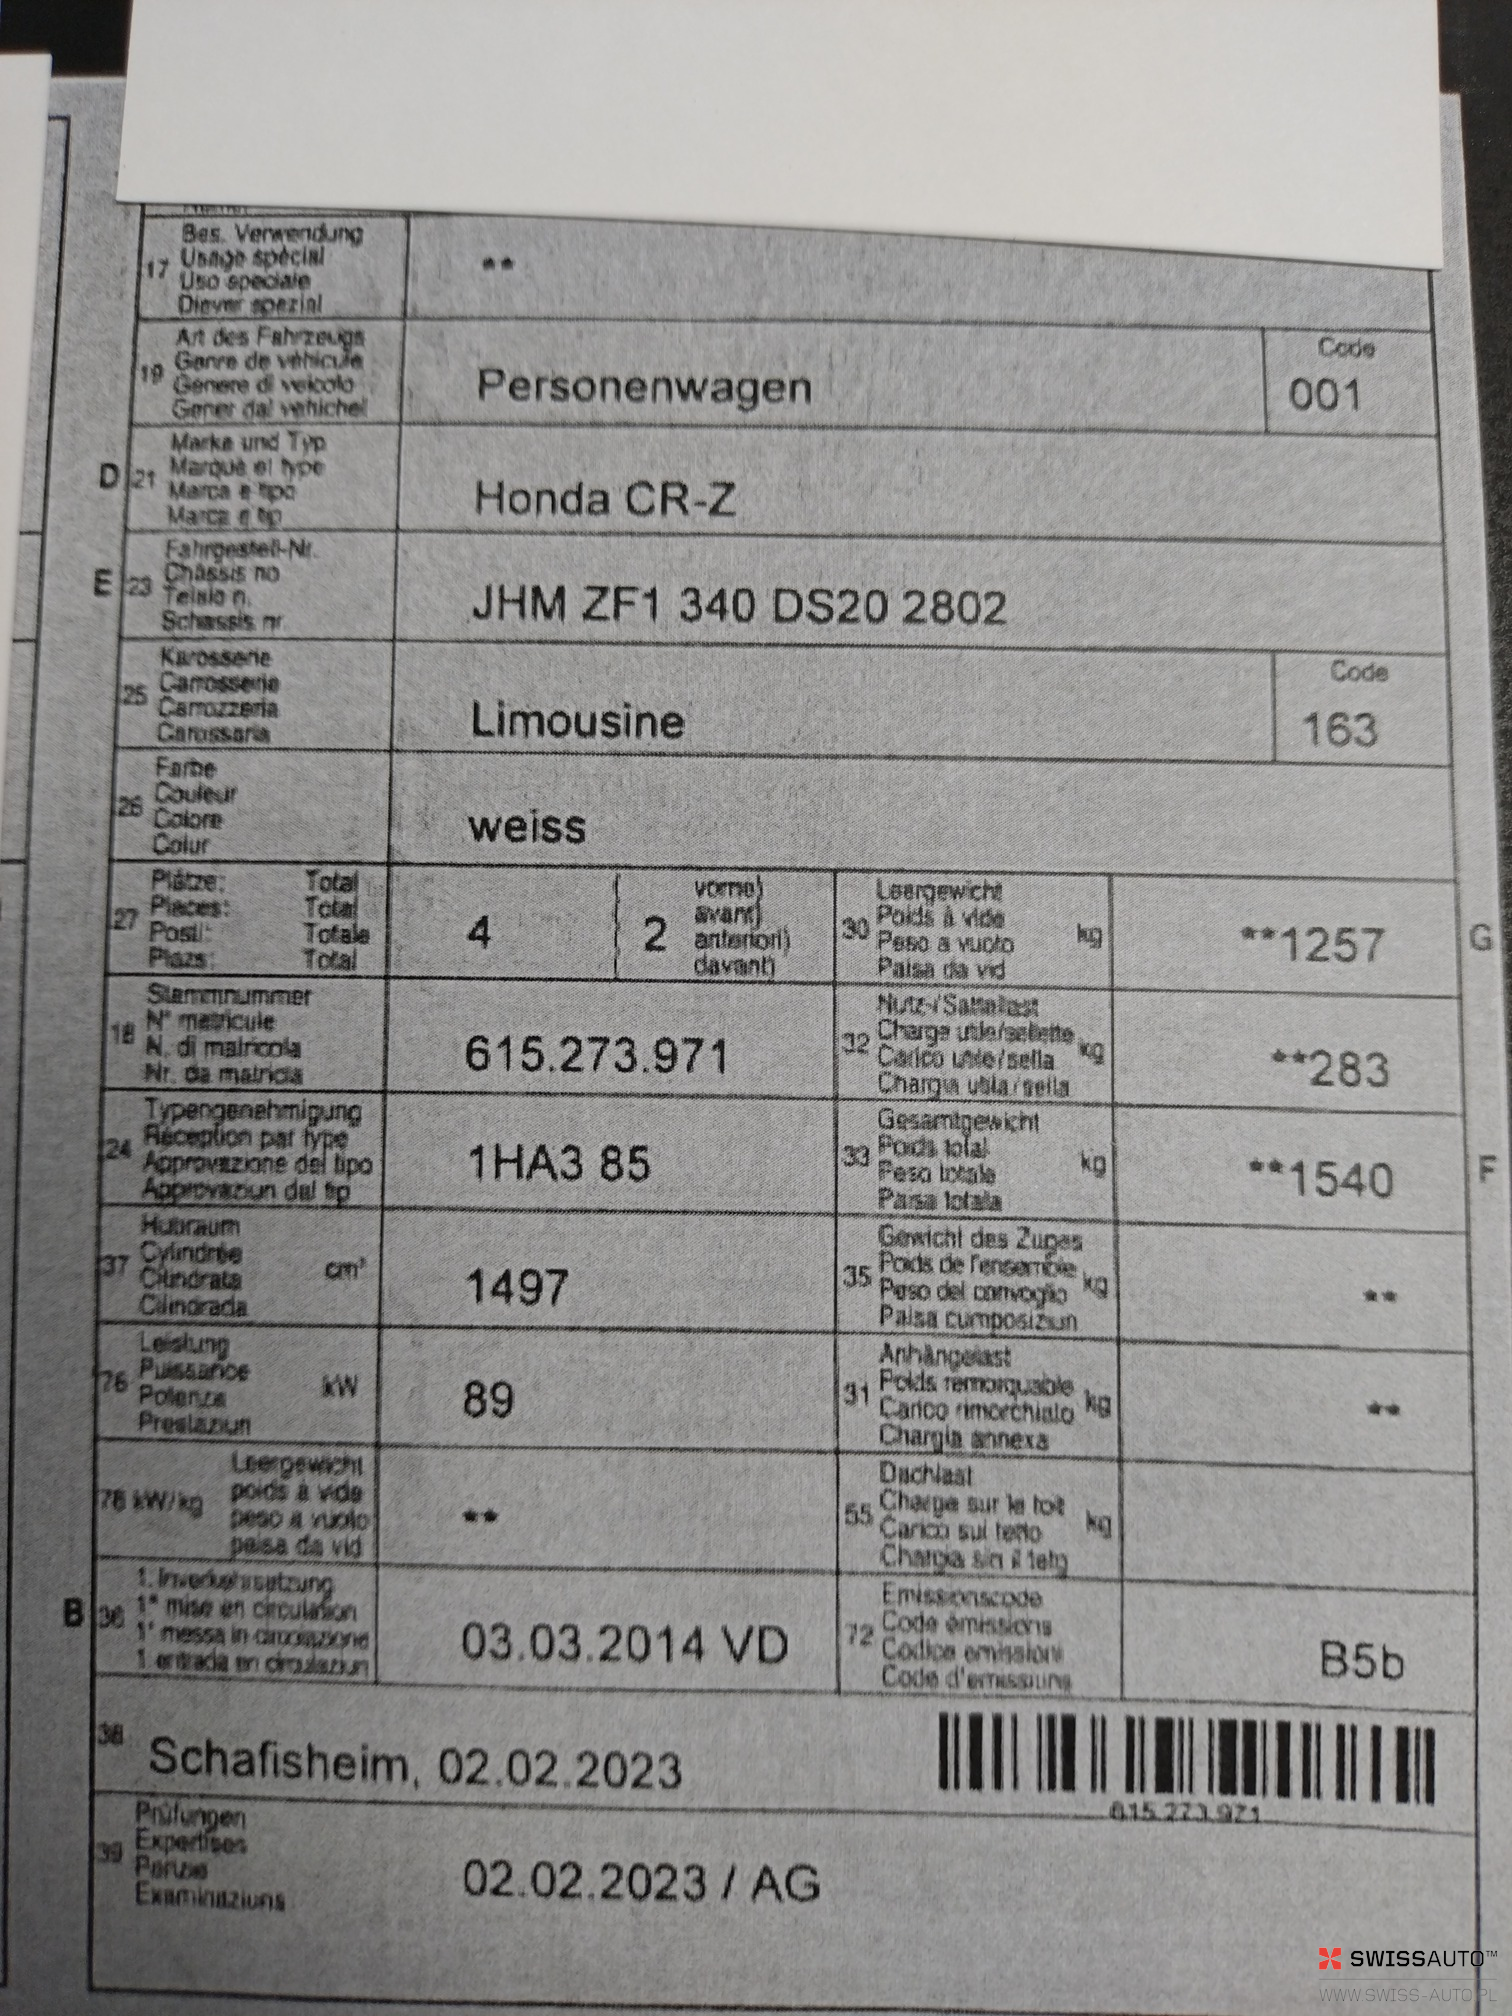 17 Bes. Verwendung
Usage spécial
Uso speciale
Diever spezial
**
19 Art des Fahrzeugs
Genre de véhicule
Genere di veicolo
Gener dal vehichel
Personenwagen
Code
001
D 21 Marke und Typ
Marque et type
Marca e tipo
Marca e tip
Honda CR-Z
E 23 Fahrgestell-Nr.
Châssis no
Telaio n.
Schassis nr.
JHM ZF1 340 DS20 2802
25 Karosserie
Carrosserie
Carrozzeria
Carossaria
Limousine
Code
163
26 Farbe
Couleur
Colore
Colur
weiss
27 Plätze: Total
Places: Total
Posti: Totale
Plazs: Total
4
2
vorne)
avant)
anteriori)
davant)
30 Leergewicht
Poids à vide
Peso a vuoto
Paisa da vid
kg
**1257
G
18 Stammnummer
N° matricule
N. di matricola
Nr. da matricla
615.273.971
32 Nutz-/Sattellast
Charge utile/sellette
Carico utile/sella
Chargia utila/sella
kg
**283
24 Typengenehmigung
Réception par type
Approvazione del tipo
Approvaziun dal tip
1HA3 85
33 Gesamtgewicht
Poids total
Peso totale
Paisa totala
kg
**1540
F
37 Hubraum
Cylindrée
Cilindrata
Cilindrada
cm³
1497
35 Gewicht des Zuges
Poids de l'ensemble
Peso del convoglio
Paisa cumposiziun
kg
**
76 Leistung
Puissance
Potenza
Prestaziun
kW
89
31 Anhängelast
Poids remorquable
Carico rimorchiato
Chargia annexa
kg
**
78 kW/kg
Leergewicht
poids à vide
peso a vuoto
paisa da vid
**
55 Dachlast
Charge sur le toit
Carico sul tetto
Chargia sin il tetg
kg
B 36 1. Inverkehrsetzung
1ª mise en circulation
1ª messa in circolazione
1. entrada en circulaziun
03.03.2014 VD
72 Emissionscode
Code émissions
Codice emissioni
Code d'emissiuns
B5b
38
Schafisheim, 02.02.2023
615.273.971
39 Prüfungen
Expertises
Perizie
Examinaziuns
02.02.2023 / AG
SWISSAUTO™
WWW.SWISS-AUTO.PL